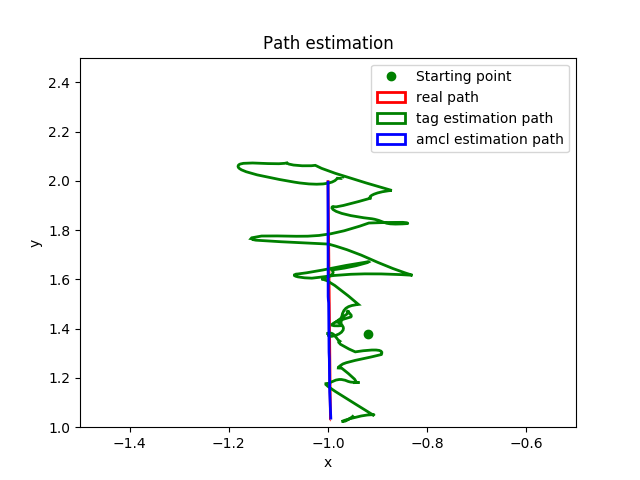 Path estimation
Starting point
real path
tag estimation path
amcl estimation path
2.4
2.2
2.0
1.8
1.6
1.4
1.2
1.0
y
−1.4
−1.2
−1.0
−0.8
−0.6
x